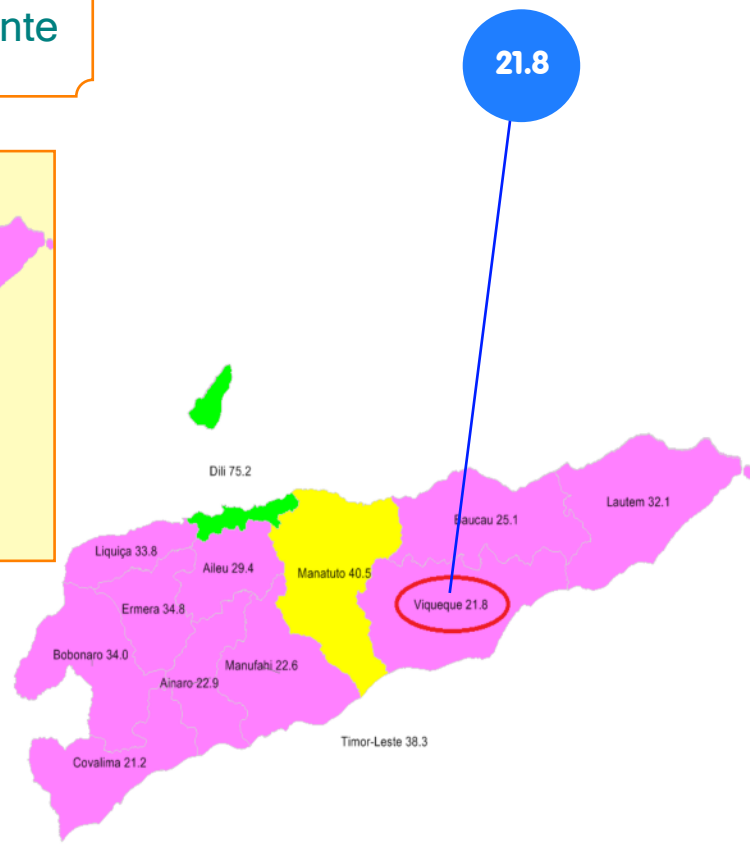 nte
21.8
Dili 75.2
Lautem 32.1
Baucau 25.1
Liquiça 33.8
Aileu 29.4
Manatuto 40.5
Ermera 34.8
Viqueque 21.8
Bobonaro 34.0
Manufahi 22.6
Ainaro 22.9
Timor-Leste 38.3
Covalima 21.2